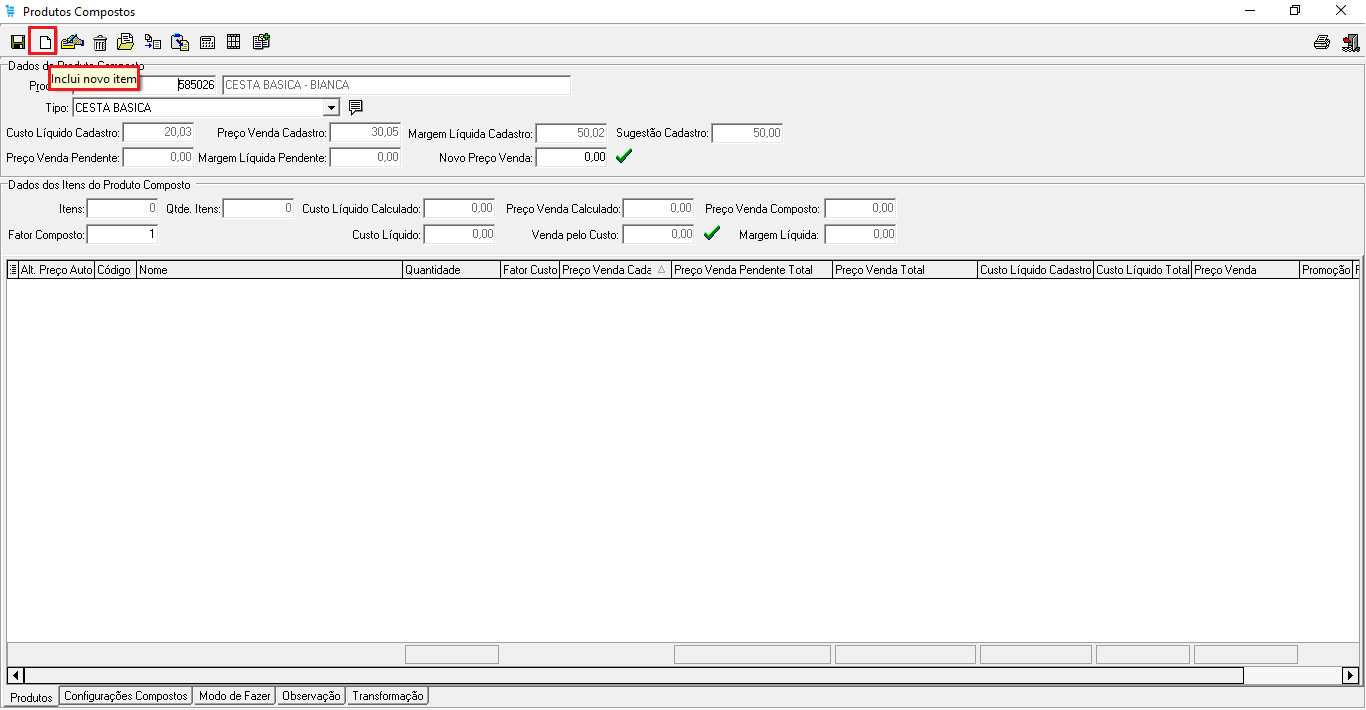 Produtos Compostos
Dados do Produto Composto
Inclui novo item
585026 CESTA BASICA - BIANCA
Tipo: CESTA BASICA
Custo Líquido Cadastro: 20,03 Preço Venda Cadastro: 30,05 Margem Líquida Cadastro: 50,02 Sugestão Cadastro: 50,00
Preço Venda Pendente: 0,00 Margem Líquida Pendente: 0,00 Novo Preço Venda: 0,00
Dados dos Itens do Produto Composto
Itens: 0 Qtde. Itens: 0 Custo Líquido Calculado: 0,00 Preço Venda Calculado: 0,00 Preço Venda Composto: 0,00
Fator Composto: 1 Custo Líquido: 0,00 Venda pelo Custo: 0,00 Margem Líquida: 0,00
Alt. Preço Auto Código Nome Quantidade Fator Custo Preço Venda Cada Preço Venda Pendente Total Preço Venda Total Custo Líquido Cadastro Custo Líquido Total Preço Venda Promoção
Produtos Configurações Compostos Modo de Fazer Observação Transformação